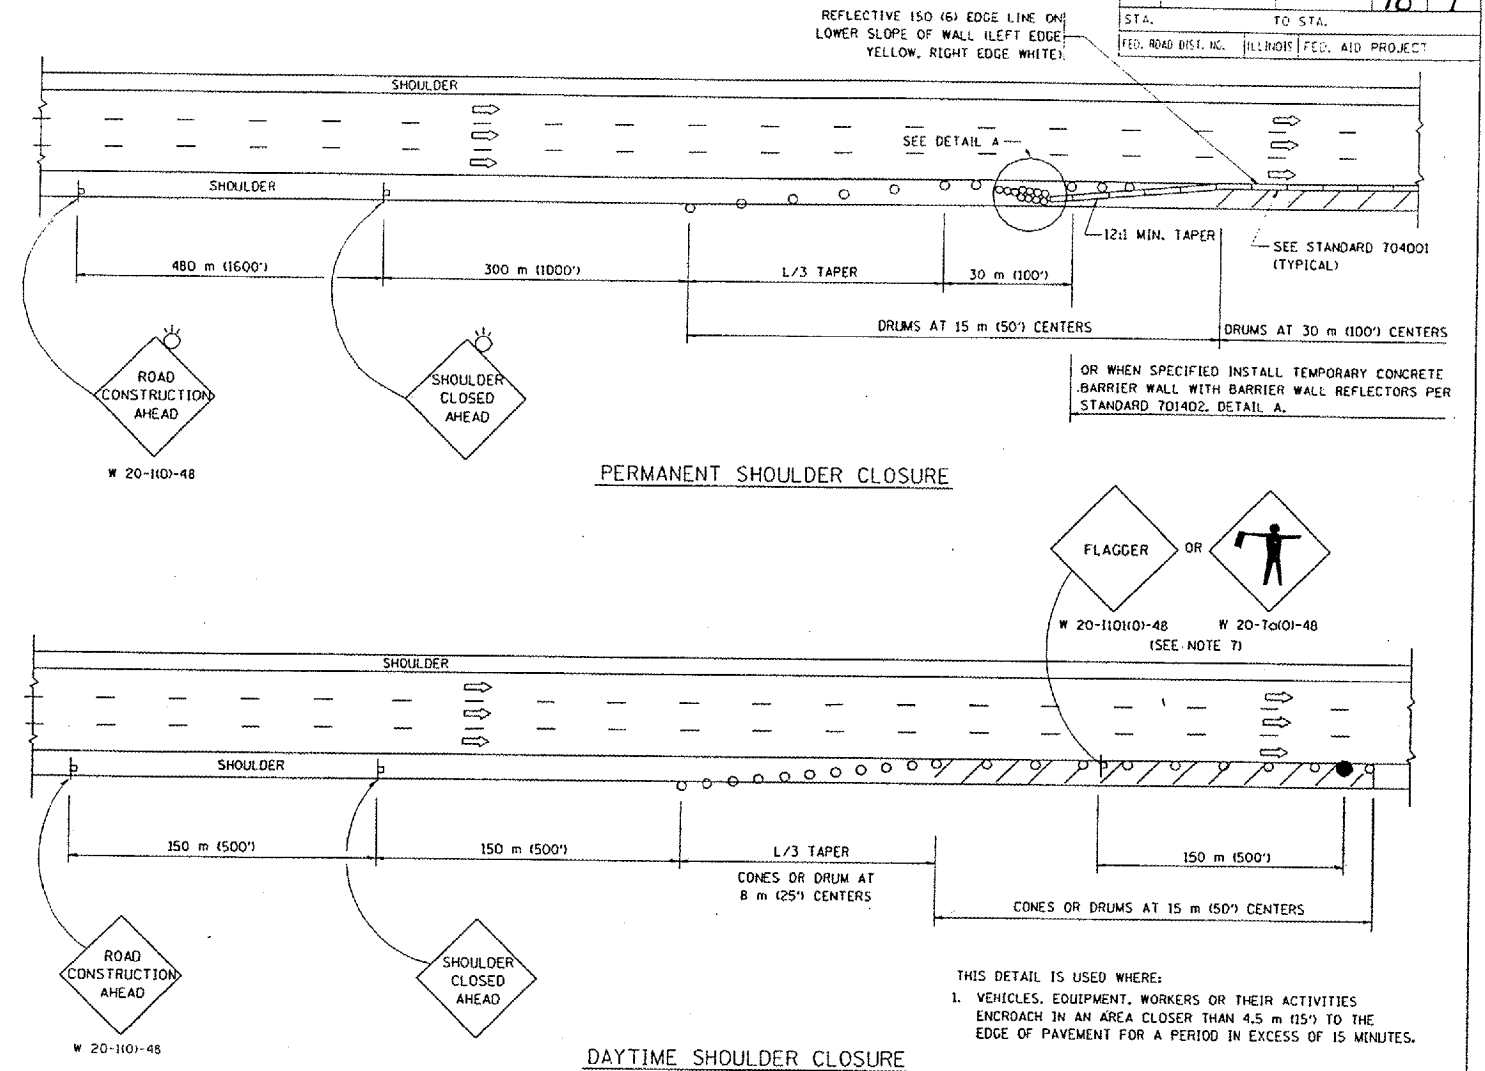 REFLECTIVE 150 (6) EDGE LINE ON
LOWER SLOPE OF WALL (LEFT EDGE
YELLOW, RIGHT EDGE WHITE)
STA. TO STA.
FED. ROAD DIST. NO. ILLINOIS FED. AID PROJECT
SHOULDER
SEE DETAIL A
SHOULDER
12:1 MIN. TAPER
SEE STANDARD 704001
(TYPICAL)
480 m (1600')
300 m (1000')
L/3 TAPER
30 m (100')
DRUMS AT 15 m (50') CENTERS
DRUMS AT 30 m (100') CENTERS
OR WHEN SPECIFIED INSTALL TEMPORARY CONCRETE
BARRIER WALL WITH BARRIER WALL REFLECTORS PER
STANDARD 701402, DETAIL A.
ROAD
CONSTRUCTION
AHEAD
SHOULDER
CLOSED
AHEAD
W 20-1(O)-48
PERMANENT SHOULDER CLOSURE
FLAGGER
OR
W 20-I101(O)-48
W 20-7a(O)-48
(SEE NOTE 7)
SHOULDER
SHOULDER
150 m (500')
150 m (500')
L/3 TAPER
CONES OR DRUM AT
8 m (25') CENTERS
150 m (500')
CONES OR DRUMS AT 15 m (50') CENTERS
ROAD
CONSTRUCTION
AHEAD
SHOULDER
CLOSED
AHEAD
W 20-1(O)-48
THIS DETAIL IS USED WHERE:
1. VEHICLES, EQUIPMENT, WORKERS OR THEIR ACTIVITIES
ENCROACH IN AN AREA CLOSER THAN 4.5 m (15') TO THE
EDGE OF PAVEMENT FOR A PERIOD IN EXCESS OF 15 MINUTES.
DAYTIME SHOULDER CLOSURE